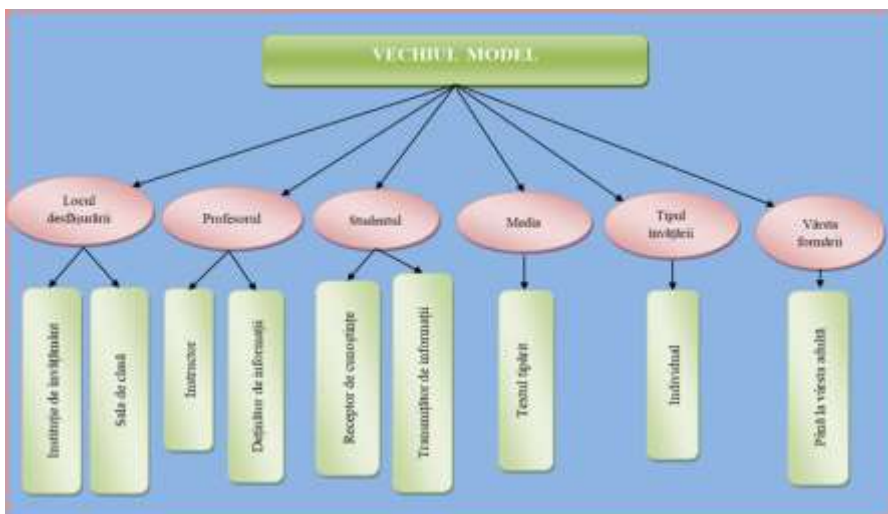 VECHIUL MODEL
Locul
desfășurării
Profesorul
Studentul
Media
Tipul
învățării
Vârsta
formării
Instituție de învățământ
Sala de clasă
Instructor
Deținător de informații
Receptor de cunoștințe
Transmițător de informații
Textul tipărit
Individual
Până la vârsta adultă